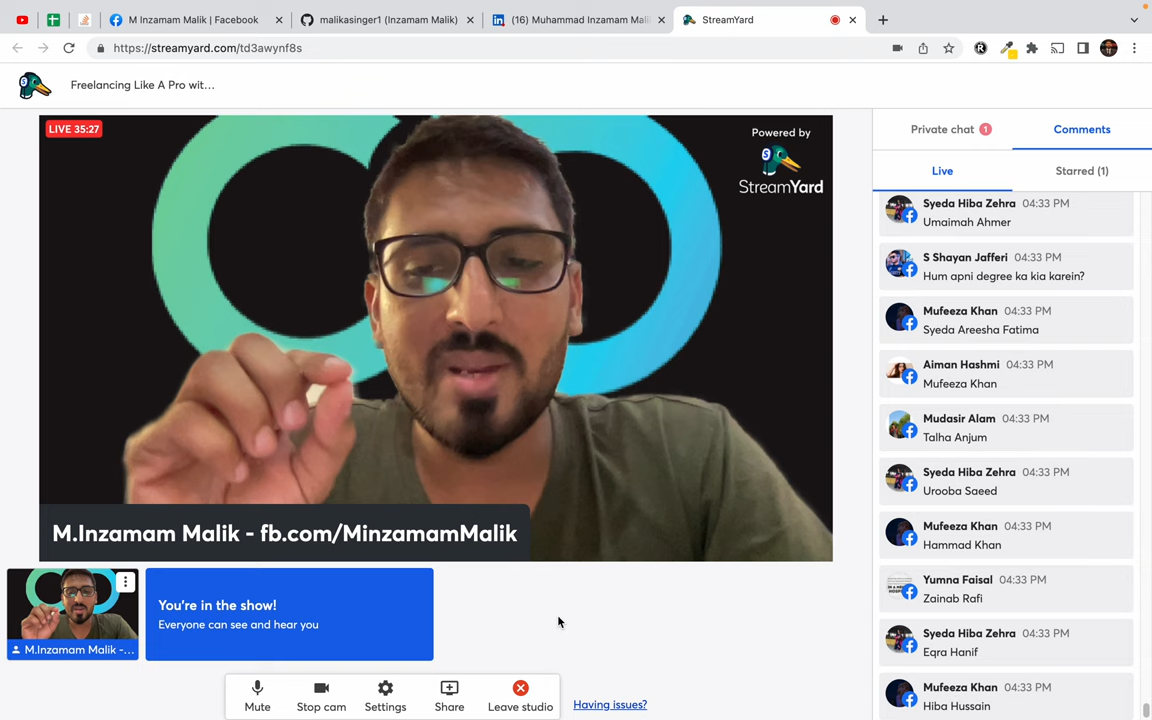 M Inzamam Malik | Facebook
malikasinger1 (Inzamam Malik)
(16) Muhammad Inzamam Mali
StreamYard
https://streamyard.com/td3awynf8s
Freelancing Like A Pro wit...
LIVE 35:27
Powered by
StreamYard
M.Inzamam Malik - fb.com/MinzamamMalik
M.Inzamam Malik -...
You're in the show!
Everyone can see and hear you
Mute
Stop cam
Settings
Share
Leave studio
Having issues?
Private chat 1
Comments
Live
Starred (1)
Syeda Hiba Zehra 04:33 PM
Umaimah Ahmer
S Shayan Jafferi 04:33 PM
Hum apni degree ka kia karein?
Mufeeza Khan 04:33 PM
Syeda Areesha Fatima
Aiman Hashmi 04:33 PM
Mufeeza Khan
Mudasir Alam 04:33 PM
Talha Anjum
Syeda Hiba Zehra 04:33 PM
Urooba Saeed
Mufeeza Khan 04:33 PM
Hammad Khan
Yumna Faisal 04:33 PM
Zainab Rafi
Syeda Hiba Zehra 04:33 PM
Eqra Hanif
Mufeeza Khan 04:33 PM
Hiba Hussain